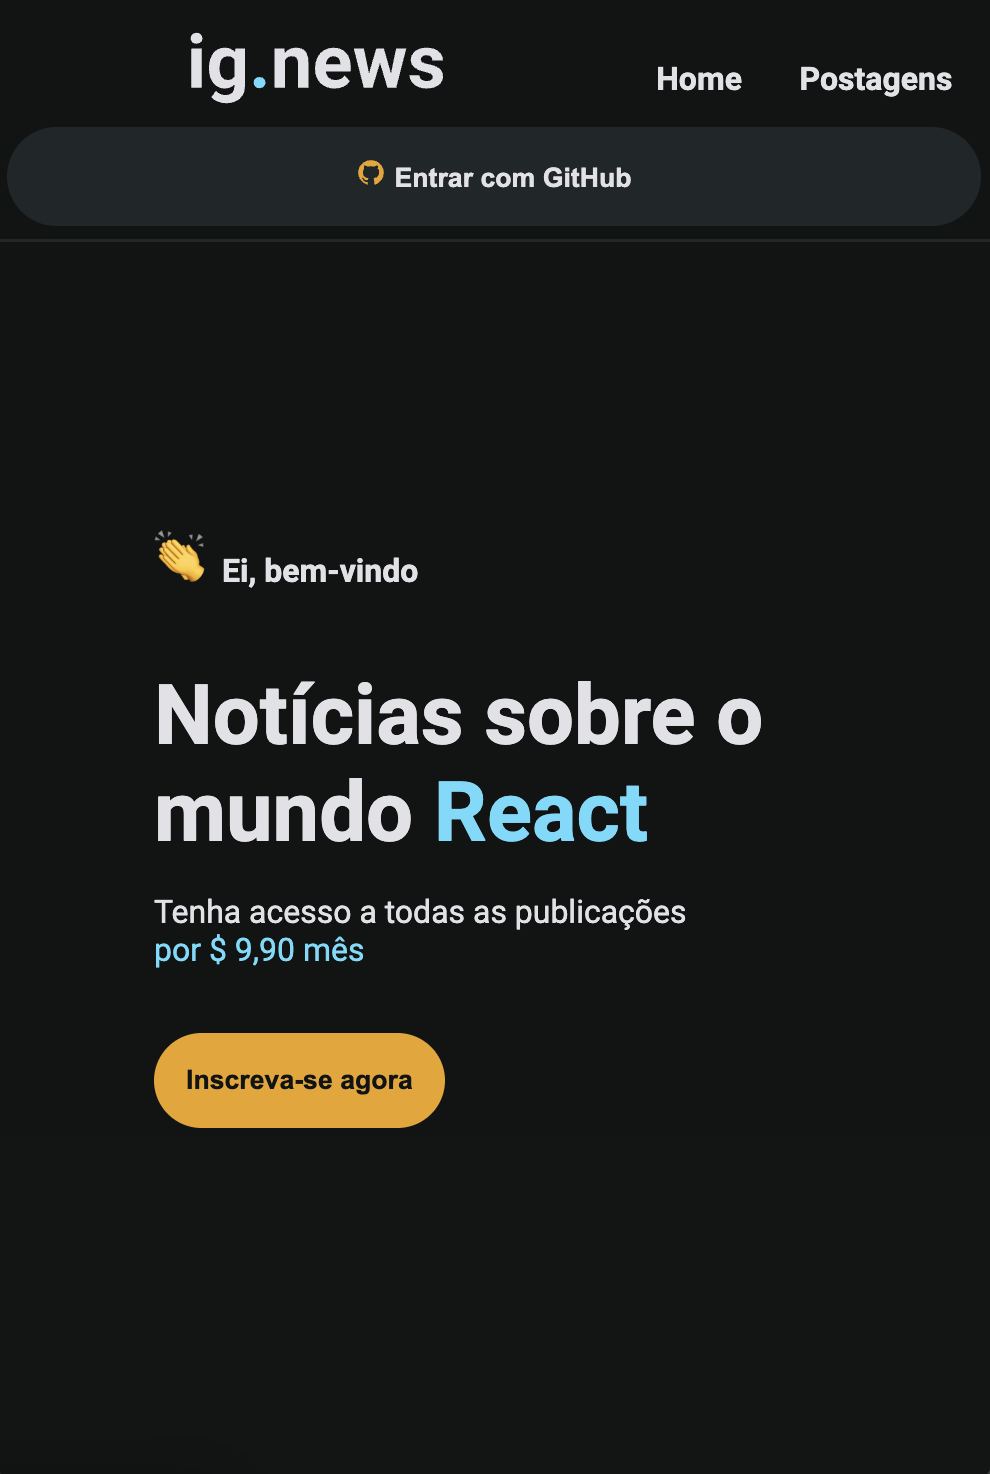 ig.news
Home Postagens
Entrar com GitHub
Ei, bem-vindo
Notícias sobre o
mundo React
Tenha acesso a todas as publicações
por $ 9,90 mês
Inscreva-se agora